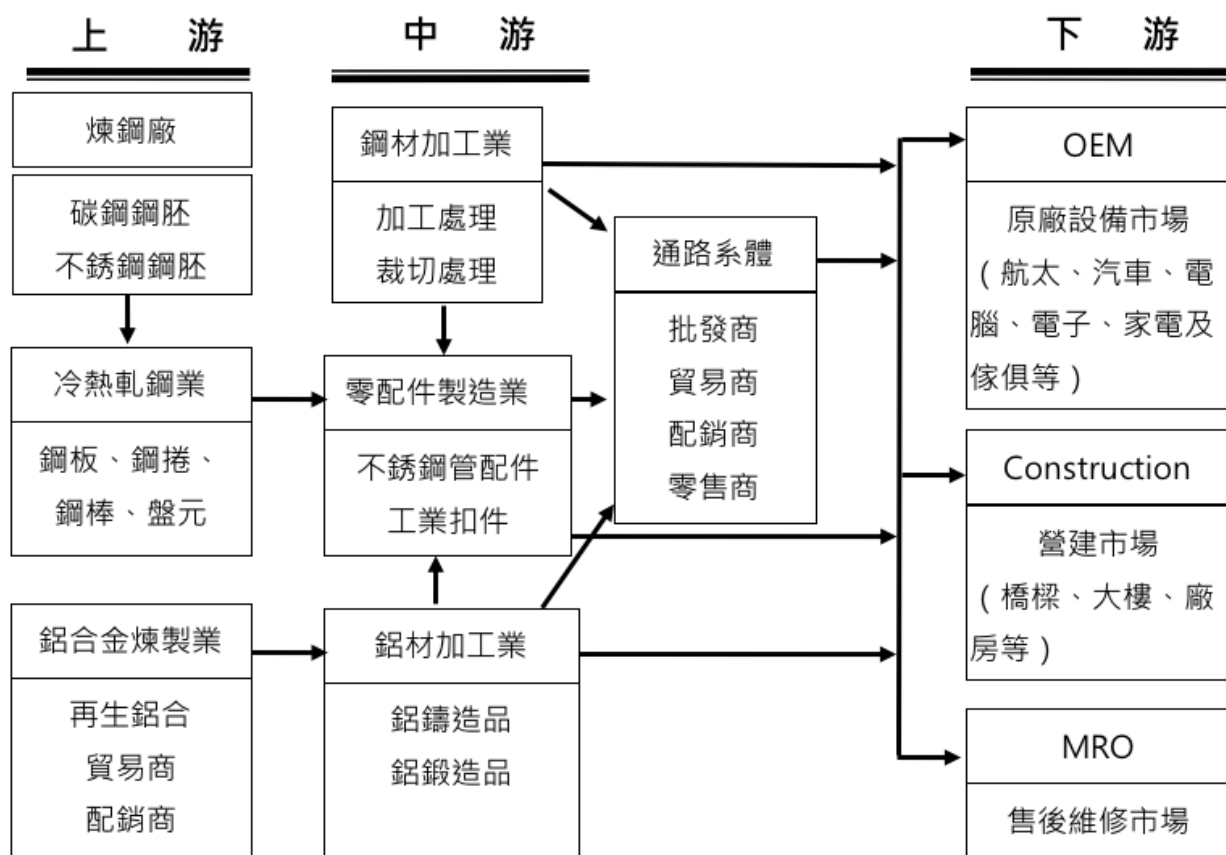 上 游
煉鋼廠
碳鋼鋼胚
不銹鋼鋼胚
冷熱軋鋼業
鋼板、鋼捲、
鋼棒、盤元
鋁合金煉製業
再生鋁合
貿易商
配銷商
中 游
鋼材加工業
加工處理
裁切處理
零配件製造業
不銹鋼管配件
工業扣件
鋁材加工業
鋁鑄造品
鋁鍛造品
通路系體
批發商
貿易商
配銷商
零售商
下 游
OEM
原廠設備市場
（航太、汽車、電
腦、電子、家電及
傢俱等）
Construction
營建市場
（橋樑、大樓、廠
房等）
MRO
售後維修市場